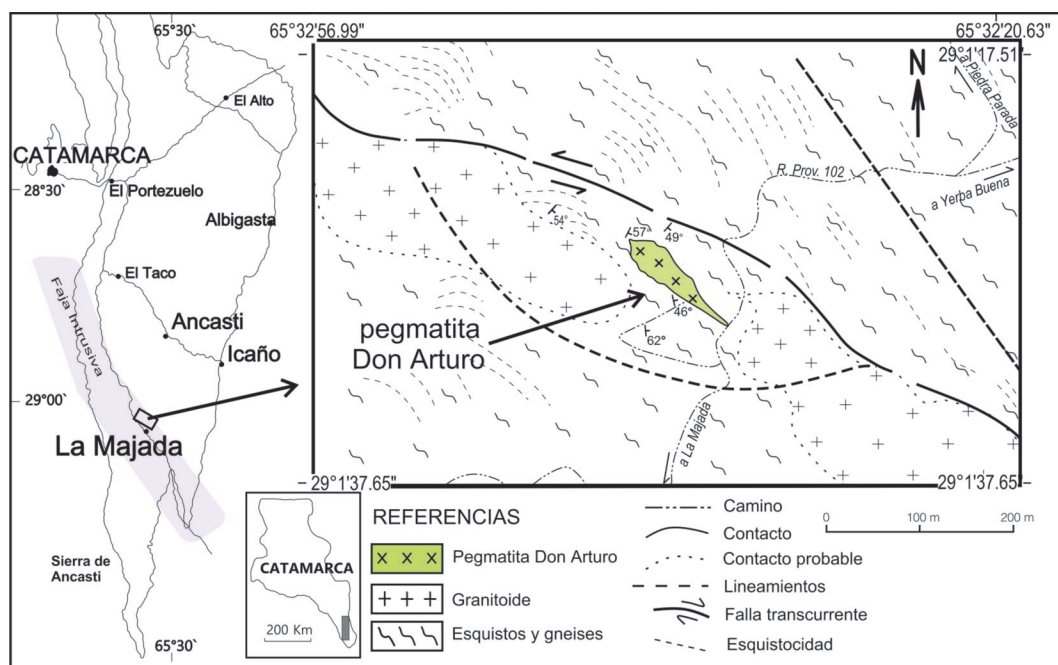 65°30'
El Alto
CATAMARCA
28°30'
El Portezuelo
Albigasta
El Taco
Faja Intrusiva
Ancasti
Icaño
29°00'
La Majada
Sierra de
Ancasti
65°30'
65°32'56.99"
65°32'20.63"
29°1'17.51"
N
a Piedra Parada
R. Prov. 102
a Yerba Buena
54°
57°
49°
46°
62°
pegmatita
Don Arturo
a La Majada
29°1'37.65"
29°1'37.65"
CATAMARCA
200 Km
REFERENCIAS
Pegmatita Don Arturo
Granitoide
Esquistos y gneises
Camino
Contacto
Contacto probable
Lineamientos
Falla transcurrente
Esquistocidad
0 100 m 200 m